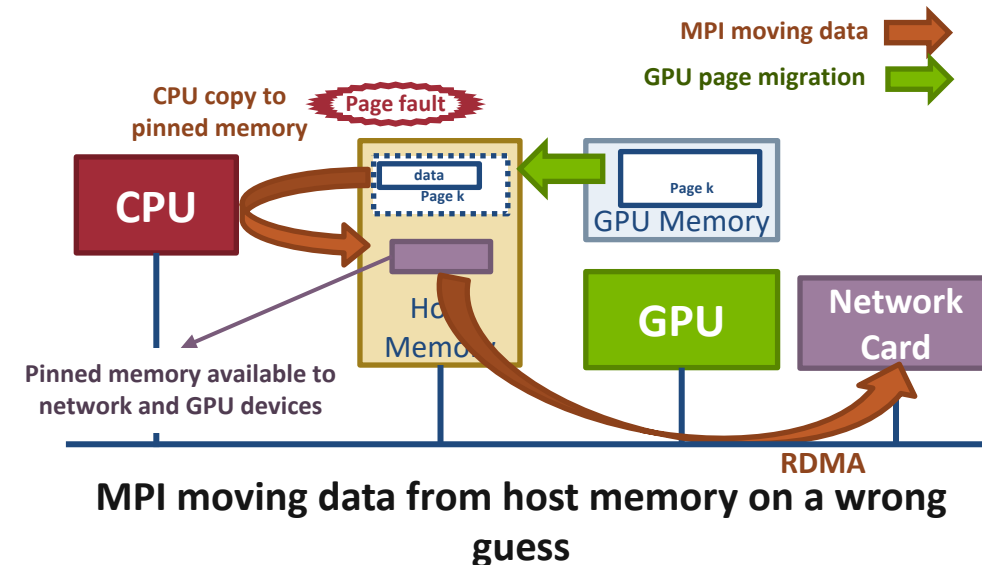 MPI moving data
GPU page migration
CPU copy to
pinned memory
Page fault
data
Page k
Page k
GPU Memory
CPU
Memory
GPU
Network
Card
Pinned memory available to
network and GPU devices
RDMA
MPI moving data from host memory on a wrong
guess